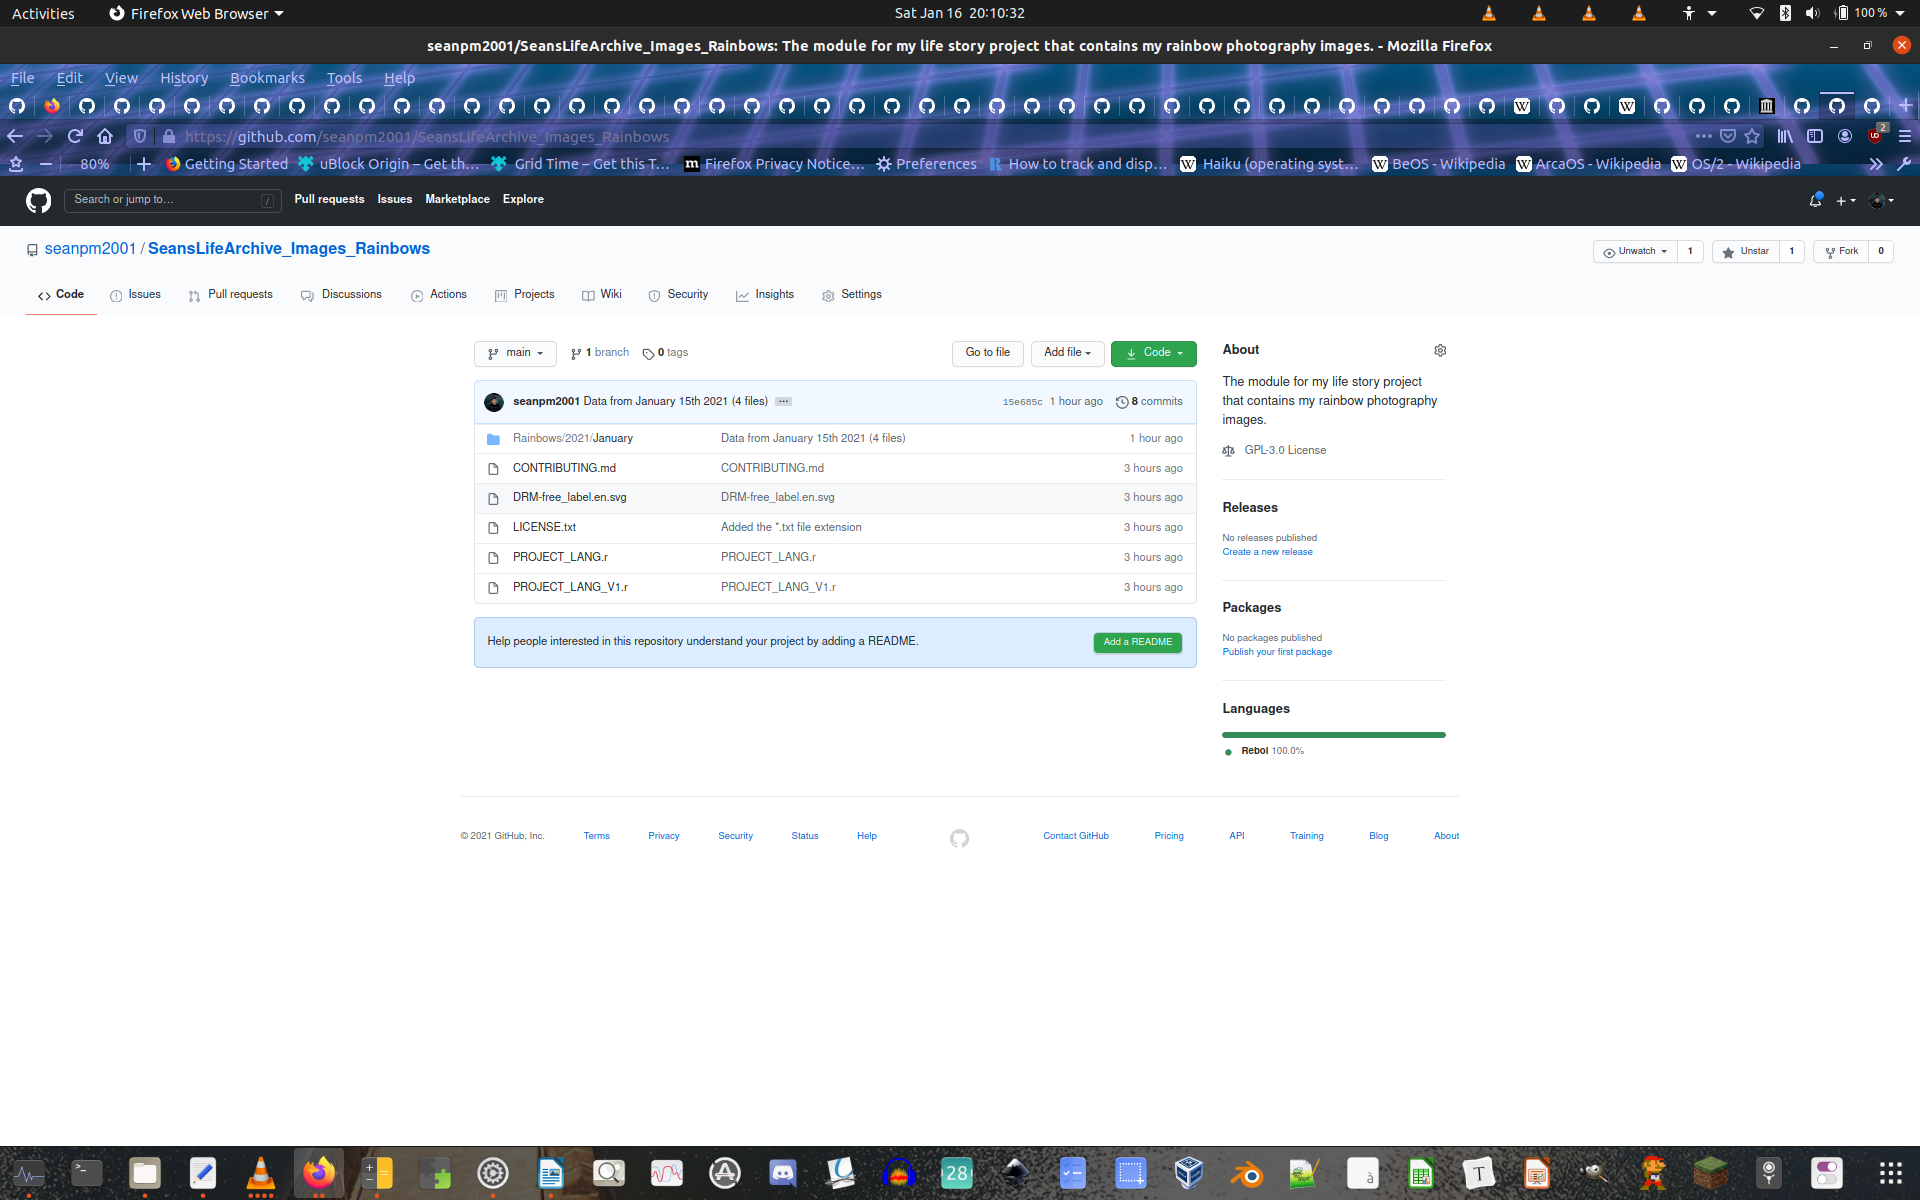 Activities Firefox Web Browser Sat Jan 16 20:10:32 100 %
seanpm2001/SeansLifeArchive_Images_Rainbows: The module for my life story project that contains my rainbow photography images. - Mozilla Firefox
File Edit View History Bookmarks Tools Help
https://github.com/seanpm2001/SeansLifeArchive_Images_Rainbows 2
80% Getting Started uBlock Origin – Get th… Grid Time – Get this T… m Firefox Privacy Notice… Preferences How to track and disp… W Haiku (operating syst… W BeOS - Wikipedia W ArcaOS - Wikipedia W OS/2 - Wikipedia
Search or jump to… / Pull requests Issues Marketplace Explore
seanpm2001 / SeansLifeArchive_Images_Rainbows Unwatch 1 Unstar 1 Fork 0
Code Issues Pull requests Discussions Actions Projects Wiki Security Insights Settings
main 1 branch 0 tags Go to file Add file Code
seanpm2001 Data from January 15th 2021 (4 files) 15e685c 1 hour ago 8 commits
Rainbows/2021/January Data from January 15th 2021 (4 files) 1 hour ago
CONTRIBUTING.md CONTRIBUTING.md 3 hours ago
DRM-free_label.en.svg DRM-free_label.en.svg 3 hours ago
LICENSE.txt Added the *.txt file extension 3 hours ago
PROJECT_LANG.r PROJECT_LANG.r 3 hours ago
PROJECT_LANG_V1.r PROJECT_LANG_V1.r 3 hours ago
Help people interested in this repository understand your project by adding a README. Add a README
About
The module for my life story project
that contains my rainbow photography
images.
GPL-3.0 License
Releases
No releases published
Create a new release
Packages
No packages published
Publish your first package
Languages
Rebol 100.0%
© 2021 GitHub, Inc. Terms Privacy Security Status Help Contact GitHub Pricing API Training Blog About
28